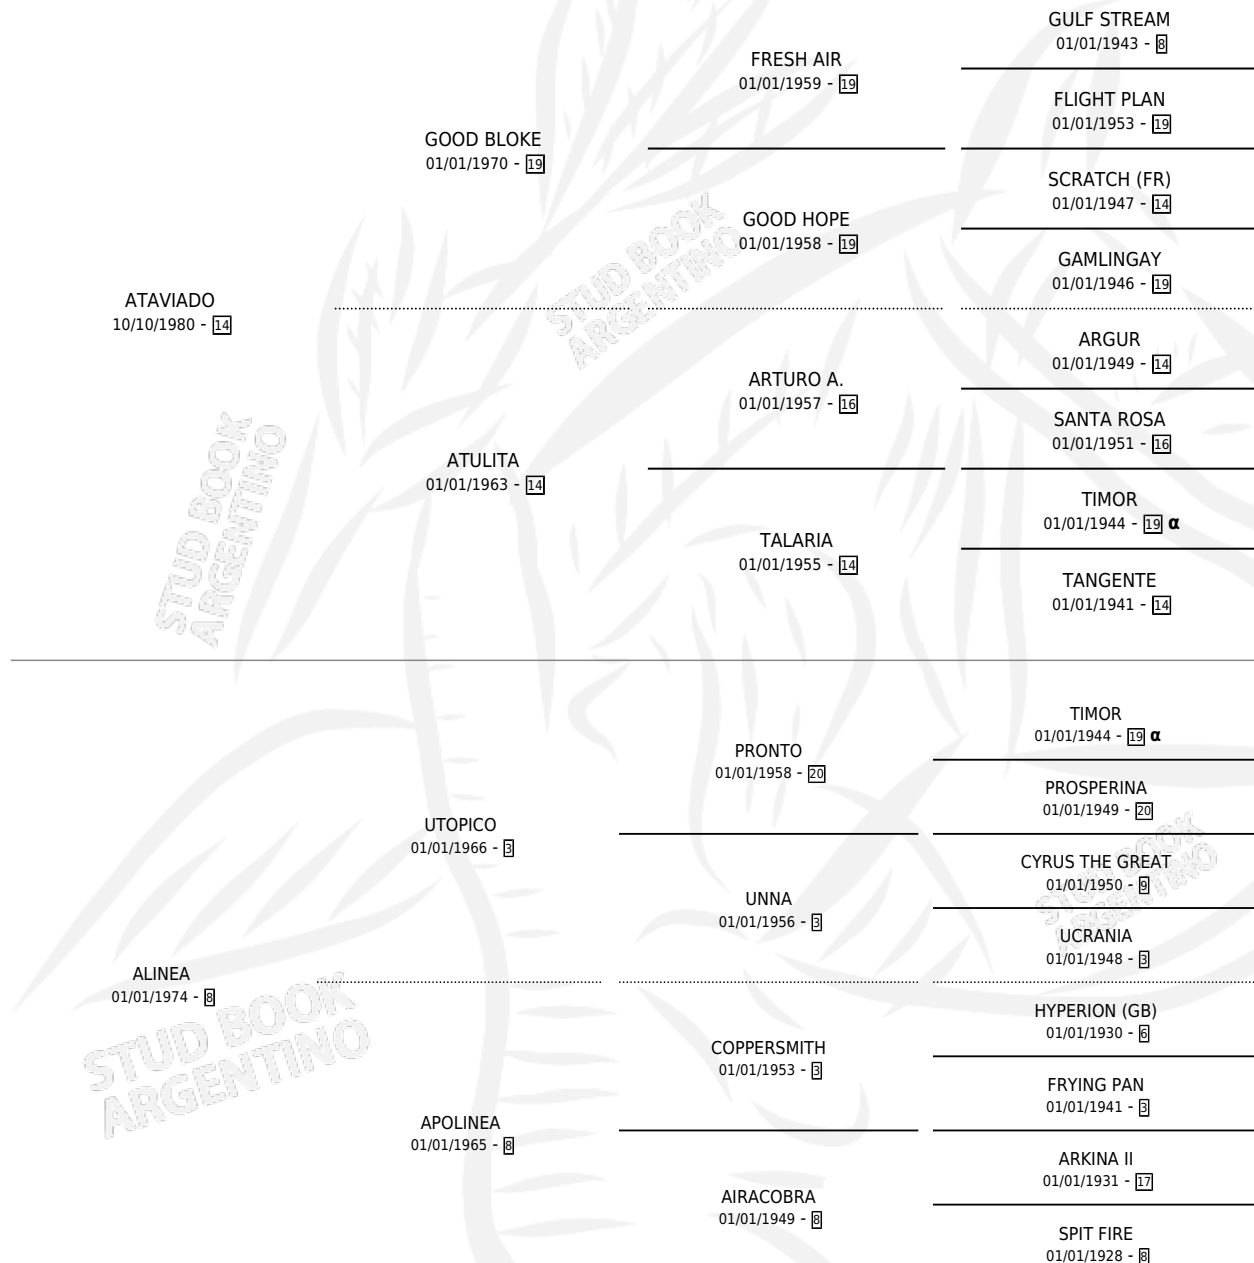 GULF STREAM
01/01/1943 - 8
FRESH AIR
01/01/1959 - 19
FLIGHT PLAN
01/01/1953 - 19
GOOD BLOKE
01/01/1970 - 19
SCRATCH (FR)
01/01/1947 - 14
GOOD HOPE
01/01/1958 - 19
GAMLINGAY
01/01/1946 - 19
ATAVIADO
10/10/1980 - 14
ARGUR
01/01/1949 - 14
ARTURO A.
01/01/1957 - 16
SANTA ROSA
01/01/1951 - 16
ATULITA
01/01/1963 - 14
TIMOR
01/01/1944 - 19 α
TALARIA
01/01/1955 - 14
TANGENTE
01/01/1941 - 14
TIMOR
01/01/1944 - 19 α
PRONTO
01/01/1958 - 20
PROSPERINA
01/01/1949 - 20
UTOPICO
01/01/1966 - 3
CYRUS THE GREAT
01/01/1950 - 9
UNNA
01/01/1956 - 3
UCRANIA
01/01/1948 - 3
ALINEA
01/01/1974 - 8
HYPERION (GB)
01/01/1930 - 6
COPPERSMITH
01/01/1953 - 3
FRYING PAN
01/01/1941 - 3
APOLINEA
01/01/1965 - 8
ARKINA II
01/01/1931 - 17
AIRACOBRA
01/01/1949 - 8
SPIT FIRE
01/01/1928 - 8
STUD BOOK
ARGENTINO
STUD BOOK
ARGENTINO
STUD BOOK
ARGENTINO
STUD BOOK
ARGENTINO